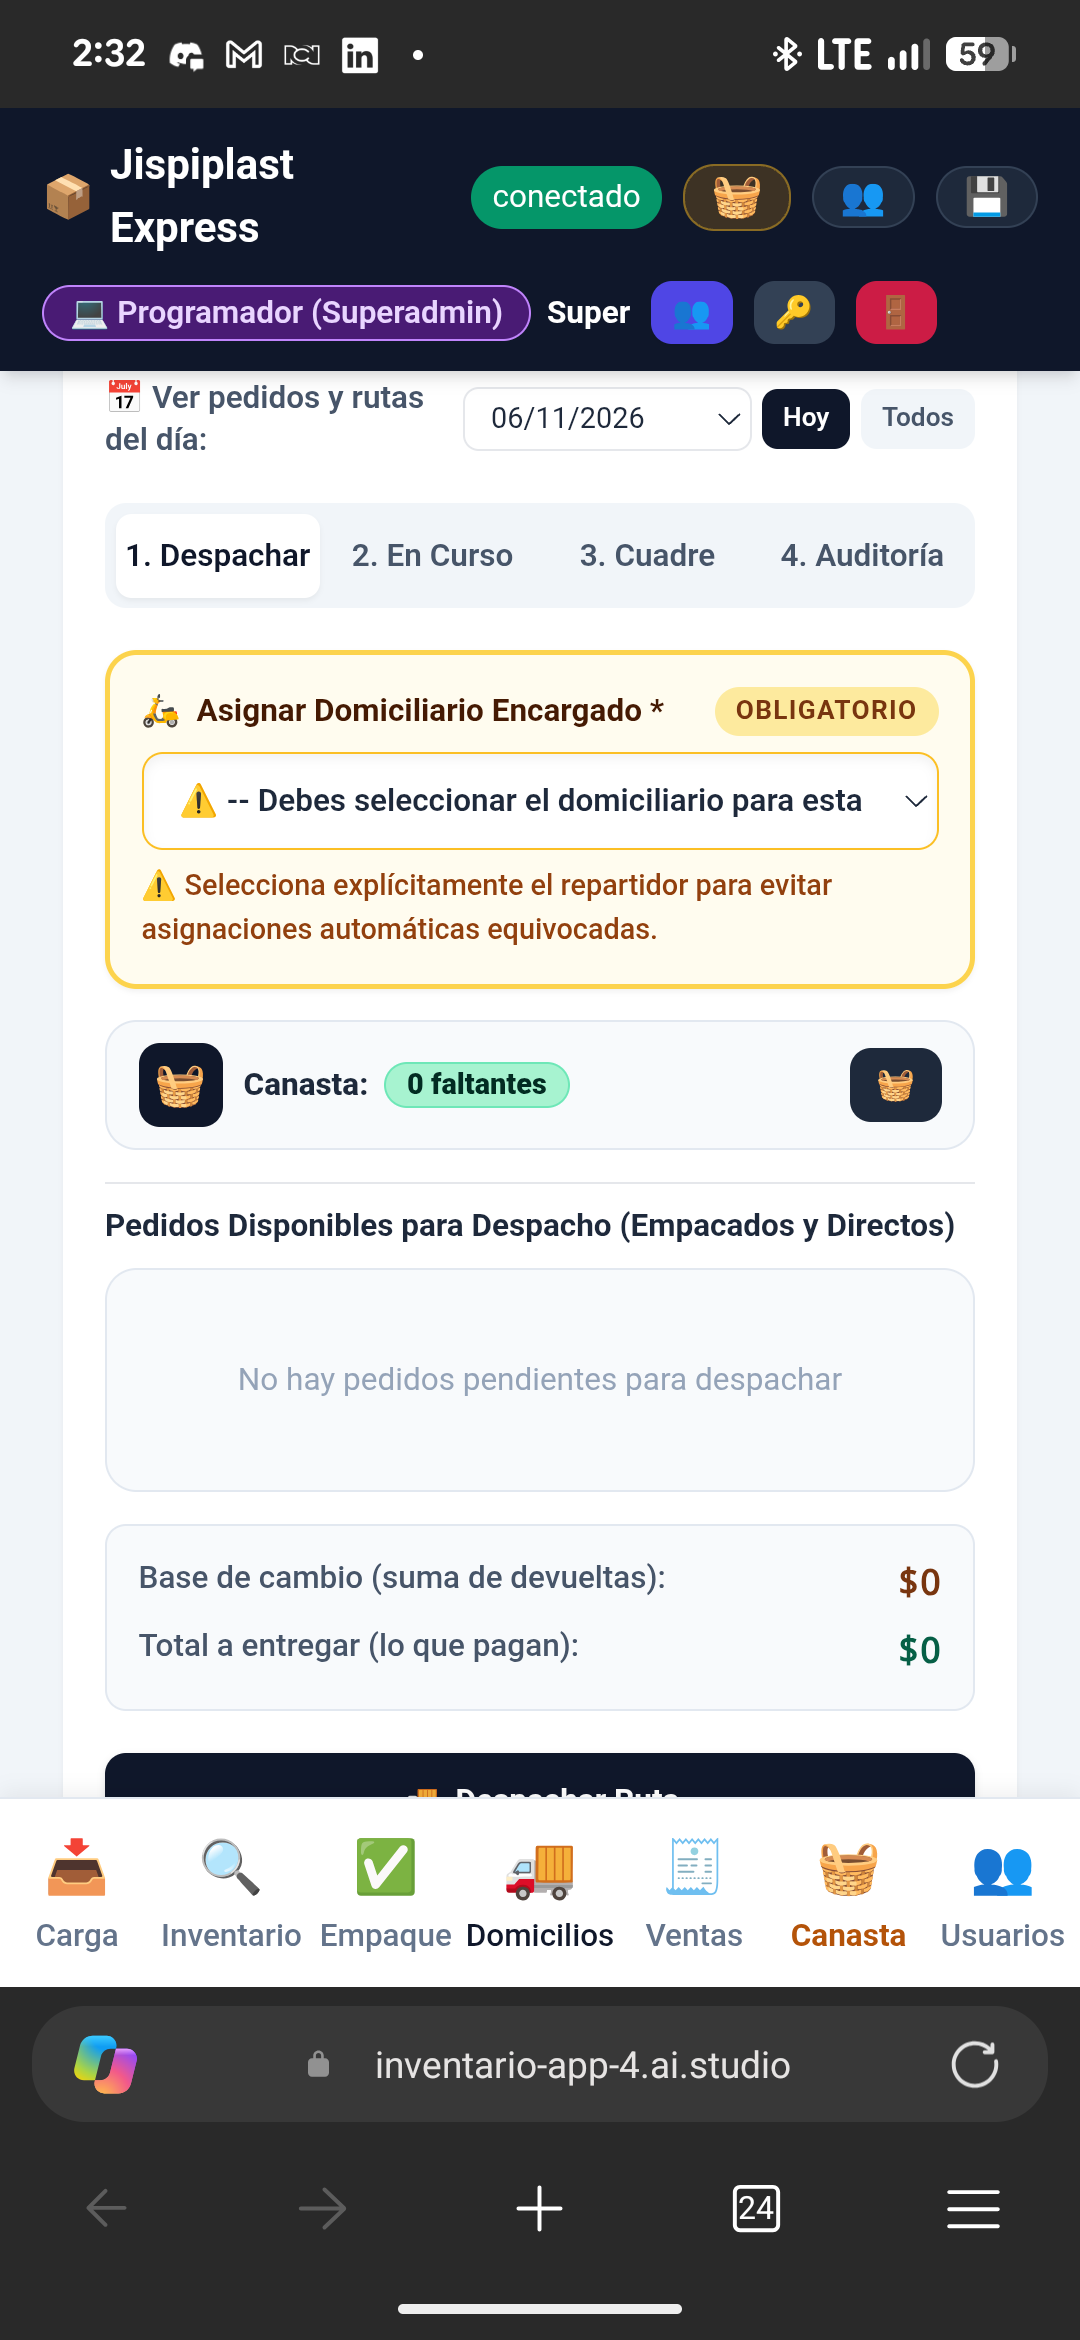 2:32
LTE
59
Jispiplast
Express
conectado
Programador (Superadmin)
Super
Ver pedidos y rutas
del día:
06/11/2026
Hoy
Todos
1. Despachar
2. En Curso
3. Cuadre
4. Auditoría
Asignar Domiciliario Encargado *
OBLIGATORIO
⚠️ -- Debes seleccionar el domiciliario para esta
⚠️ Selecciona explícitamente el repartidor para evitar
asignaciones automáticas equivocadas.
Canasta:
0 faltantes
Pedidos Disponibles para Despacho (Empacados y Directos)
No hay pedidos pendientes para despachar
Base de cambio (suma de devueltas):
$0
Total a entregar (lo que pagan):
$0
Despachar Ruta
Carga
Inventario
Empaque
Domicilios
Ventas
Canasta
Usuarios
inventario-app-4.ai.studio
24